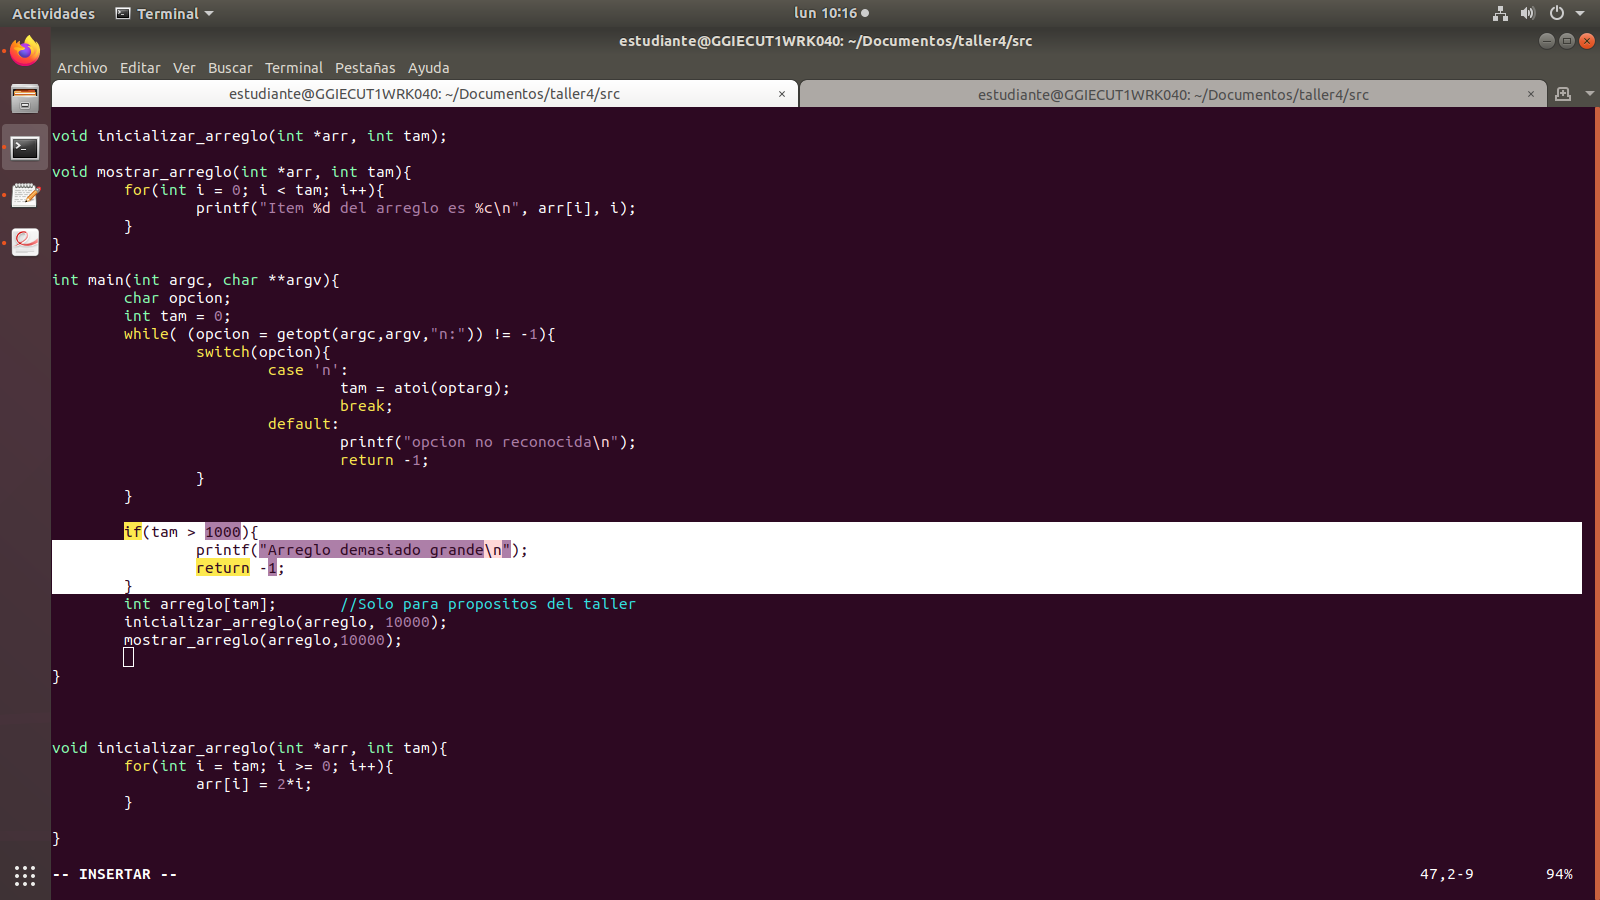 Actividades Terminal lun 10:16
estudiante@GGIECUT1WRK040: ~/Documentos/taller4/src
Archivo Editar Ver Buscar Terminal Pestañas Ayuda
estudiante@GGIECUT1WRK040: ~/Documentos/taller4/src × estudiante@GGIECUT1WRK040: ~/Documentos/taller4/src ×
void inicializar_arreglo(int *arr, int tam);
void mostrar_arreglo(int *arr, int tam){
for(int i = 0; i < tam; i++){
printf("Item %d del arreglo es %c\n", arr[i], i);
}
}
int main(int argc, char **argv){
char opcion;
int tam = 0;
while( (opcion = getopt(argc,argv,"n:")) != -1){
switch(opcion){
case 'n':
tam = atoi(optarg);
break;
default:
printf("opcion no reconocida\n");
return -1;
}
}
if(tam > 1000){
printf("Arreglo demasiado grande\n");
return -1;
}
int arreglo[tam]; //Solo para propositos del taller
inicializar_arreglo(arreglo, 10000);
mostrar_arreglo(arreglo,10000);
}
void inicializar_arreglo(int *arr, int tam){
for(int i = tam; i >= 0; i++){
arr[i] = 2*i;
}
}
-- INSERTAR -- 47,2-9 94%